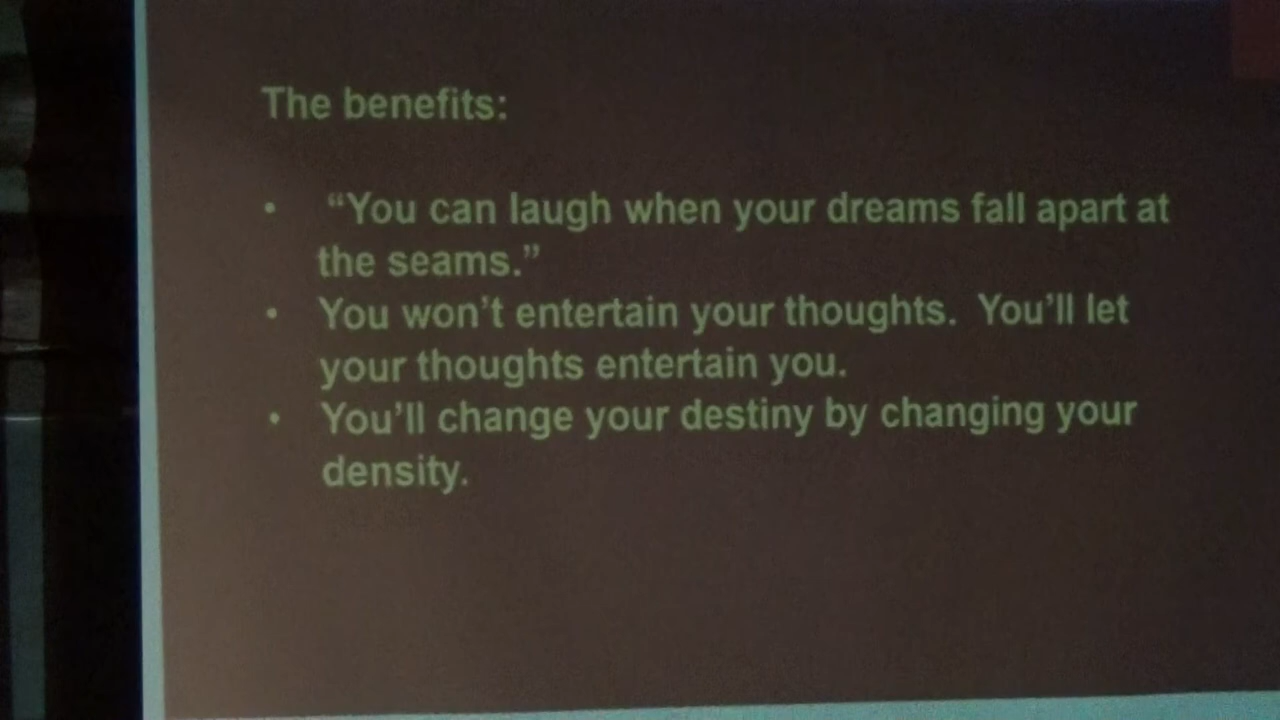 The benefits:
• “You can laugh when your dreams fall apart at
the seams.”
• You won’t entertain your thoughts.  You’ll let
your thoughts entertain you.
• You’ll change your destiny by changing your
density.